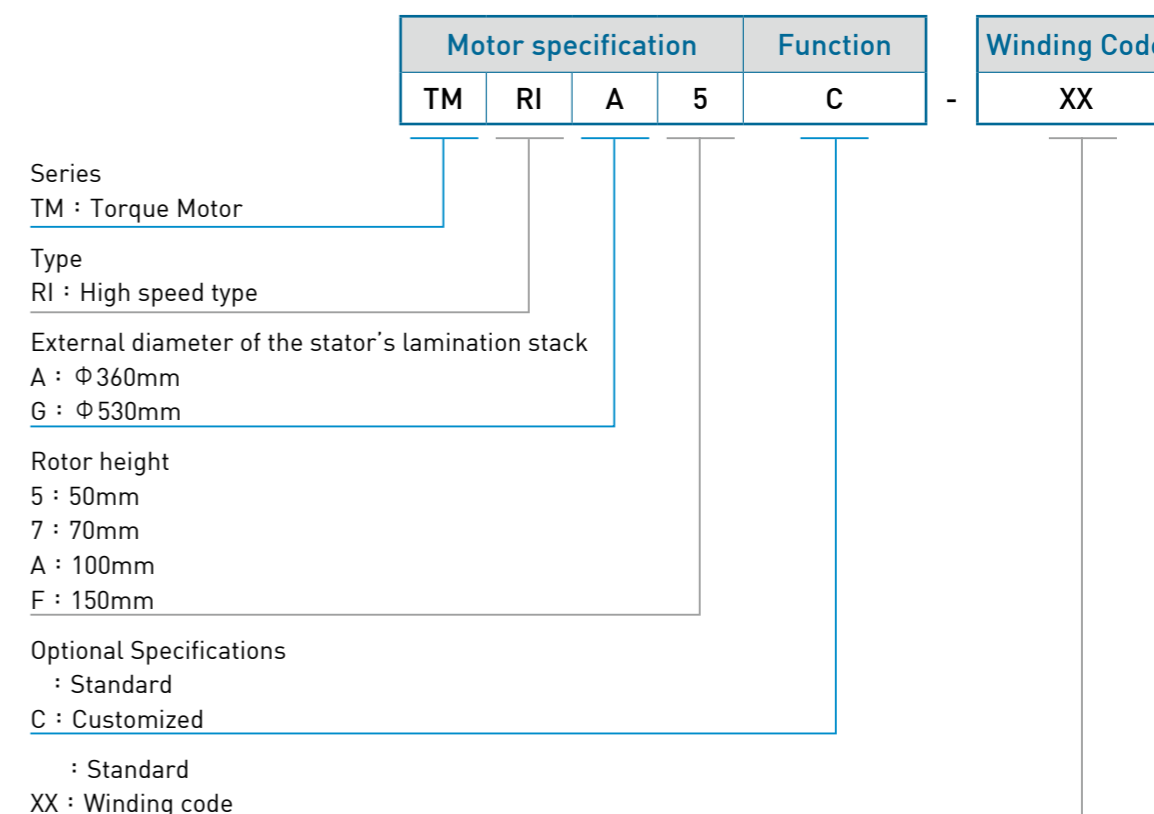 Motor specification Function Winding Code
TM RI A 5 C - XX
Series
TM：Torque Motor
Type
RI：High speed type
External diameter of the stator’s lamination stack
A：Φ360mm
G：Φ530mm
Rotor height
5：50mm
7：70mm
A：100mm
F：150mm
Optional Specifications
：Standard
C：Customized
：Standard
XX：Winding code